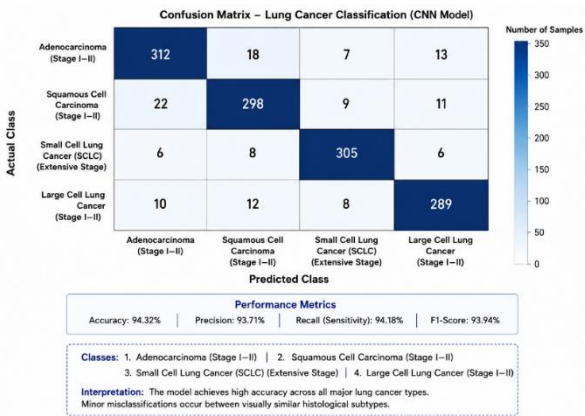 Confusion Matrix – Lung Cancer Classification (CNN Model)
Number of Samples
Actual Class
Adenocarcinoma
(Stage I–II)
312 18 7 13
Squamous Cell
Carcinoma
(Stage I–II)
22 298 9 11
Small Cell Lung
Cancer (SCLC)
(Extensive Stage)
6 8 305 6
Large Cell Lung
Cancer
(Stage I–II)
10 12 8 289
350
300
250
200
150
100
50
0
Adenocarcinoma
(Stage I–II)
Squamous Cell
Carcinoma
(Stage I–II)
Small Cell Lung
Cancer (SCLC)
(Extensive Stage)
Large Cell Lung
Cancer
(Stage I–II)
Predicted Class
Performance Metrics
Accuracy: 94.32% | Precision: 93.71% | Recall (Sensitivity): 94.18% | F1-Score: 93.94%
Classes: 1. Adenocarcinoma (Stage I–II) | 2. Squamous Cell Carcinoma (Stage I–II)
3. Small Cell Lung Cancer (SCLC) (Extensive Stage) | 4. Large Cell Lung Cancer (Stage I–II)
Interpretation: The model achieves high accuracy across all major lung cancer types.
Minor misclassifications occur between visually similar histological subtypes.